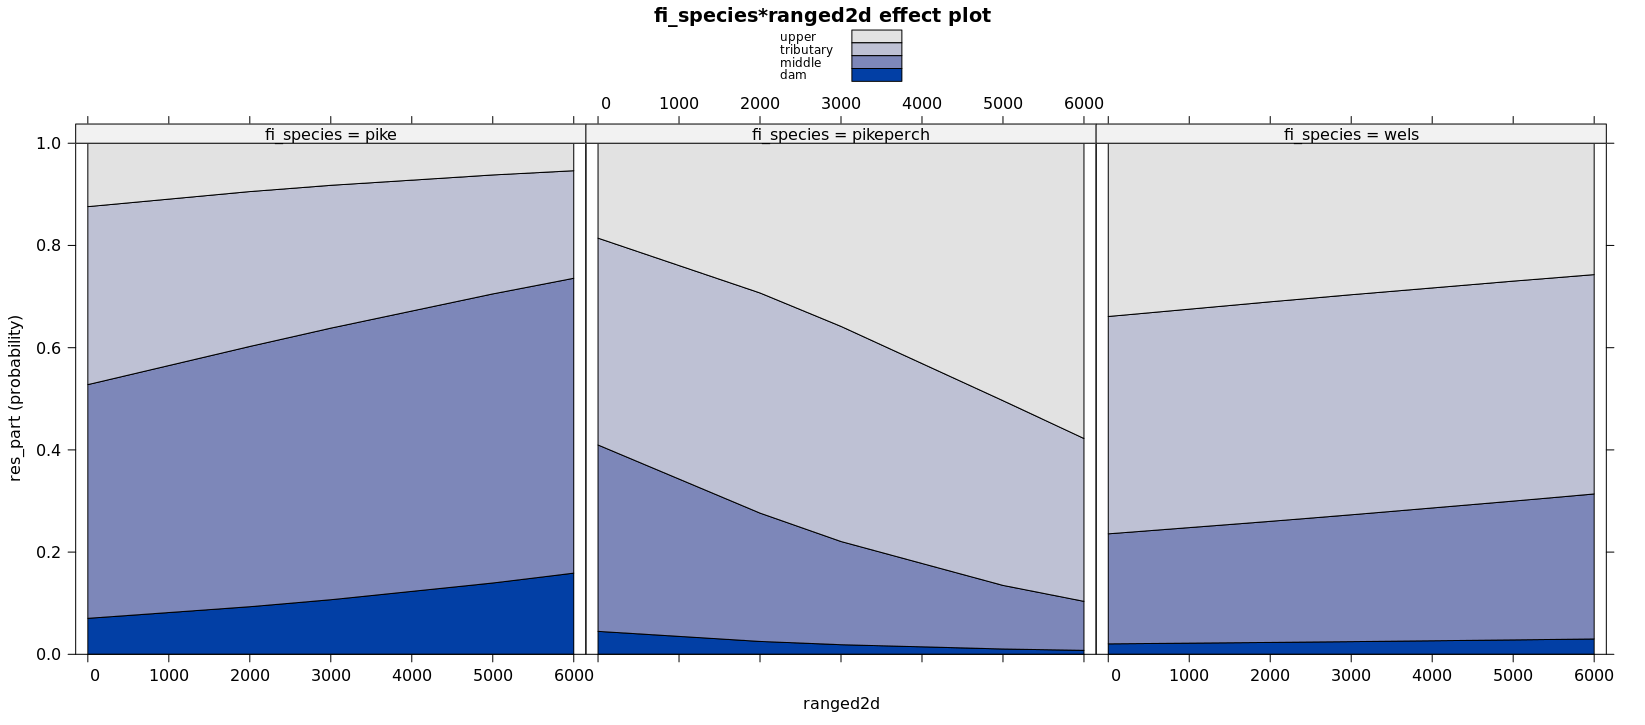 fi_species*ranged2d effect plot
upper
tributary
middle
dam
0 1000 2000 3000 4000 5000 6000
fi_species = pike
fi_species = pikeperch
fi_species = wels
1.0
0.8
0.6
0.4
0.2
0.0
res_part (probability)
0 1000 2000 3000 4000 5000 6000
0 1000 2000 3000 4000 5000 6000
ranged2d